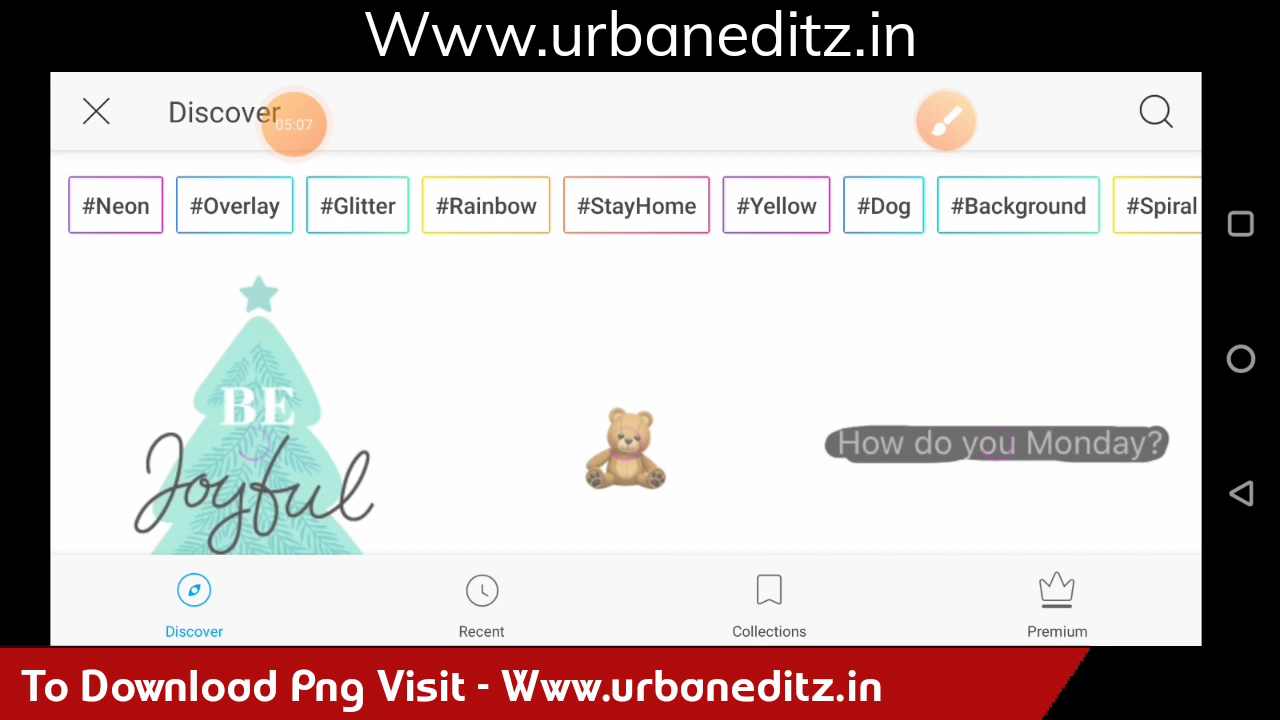 Www.urbaneditz.in
Discover
05:07
#Neon #Overlay #Glitter #Rainbow #StayHome #Yellow #Dog #Background #Spiral
BE
Joyful
How do you Monday?
Discover Recent Collections Premium
To Download Png Visit - Www.urbaneditz.in